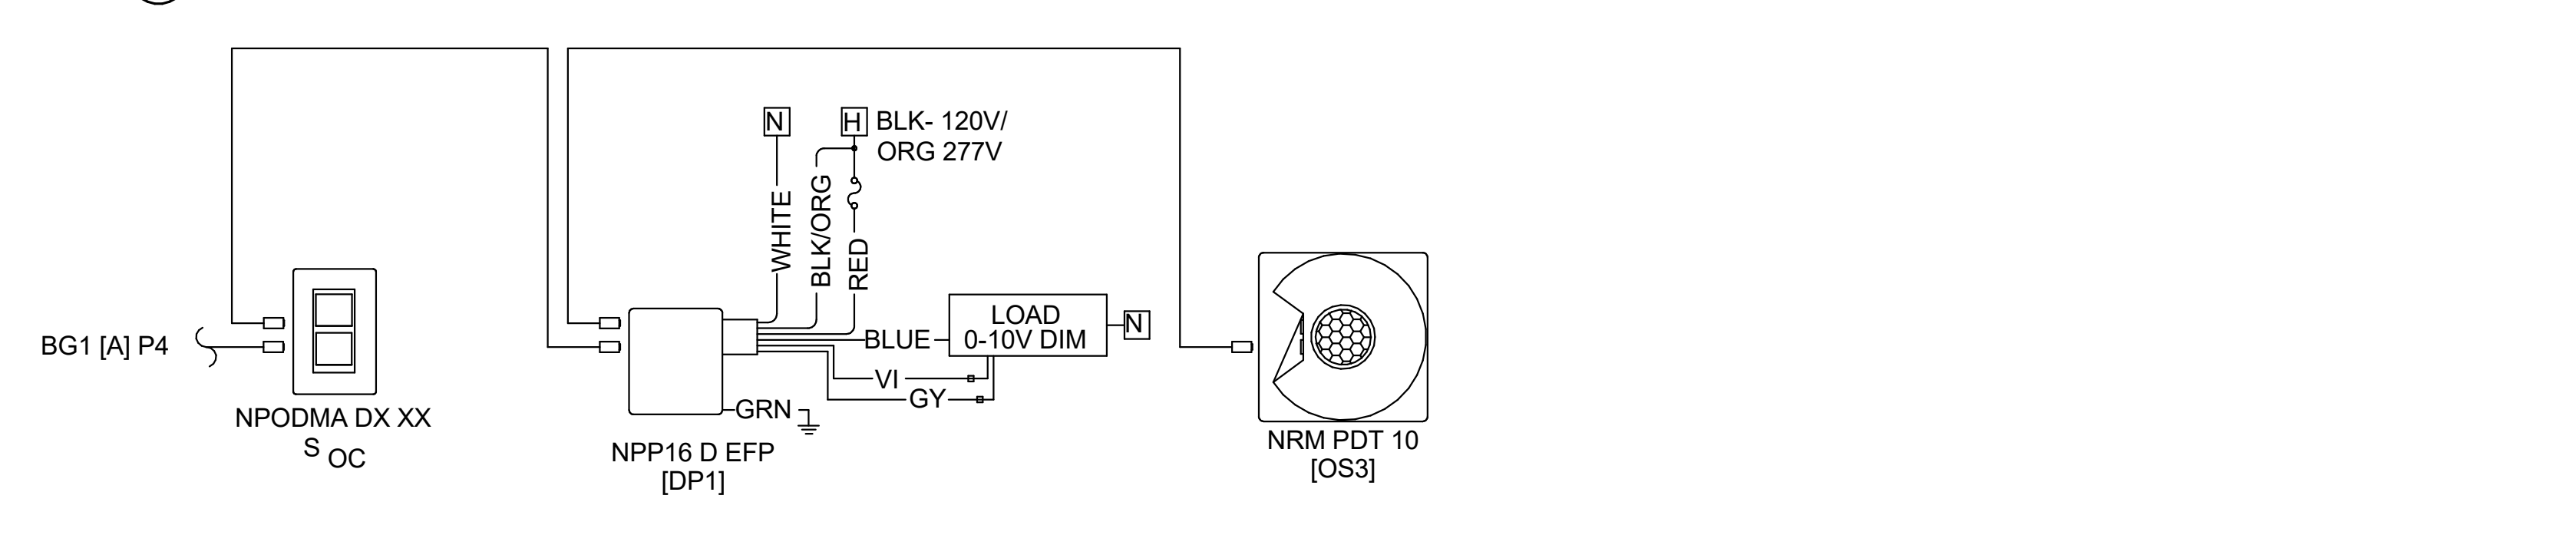 N
H
BLK- 120V/
ORG 277V
WHITE
BLK/ORG
RED
BG1 [A] P4
LOAD
0-10V DIM
N
BLUE
VI
GY
GRN
NPODMA DX XX
S OC
NPP16 D EFP
[DP1]
NRM PDT 10
[OS3]